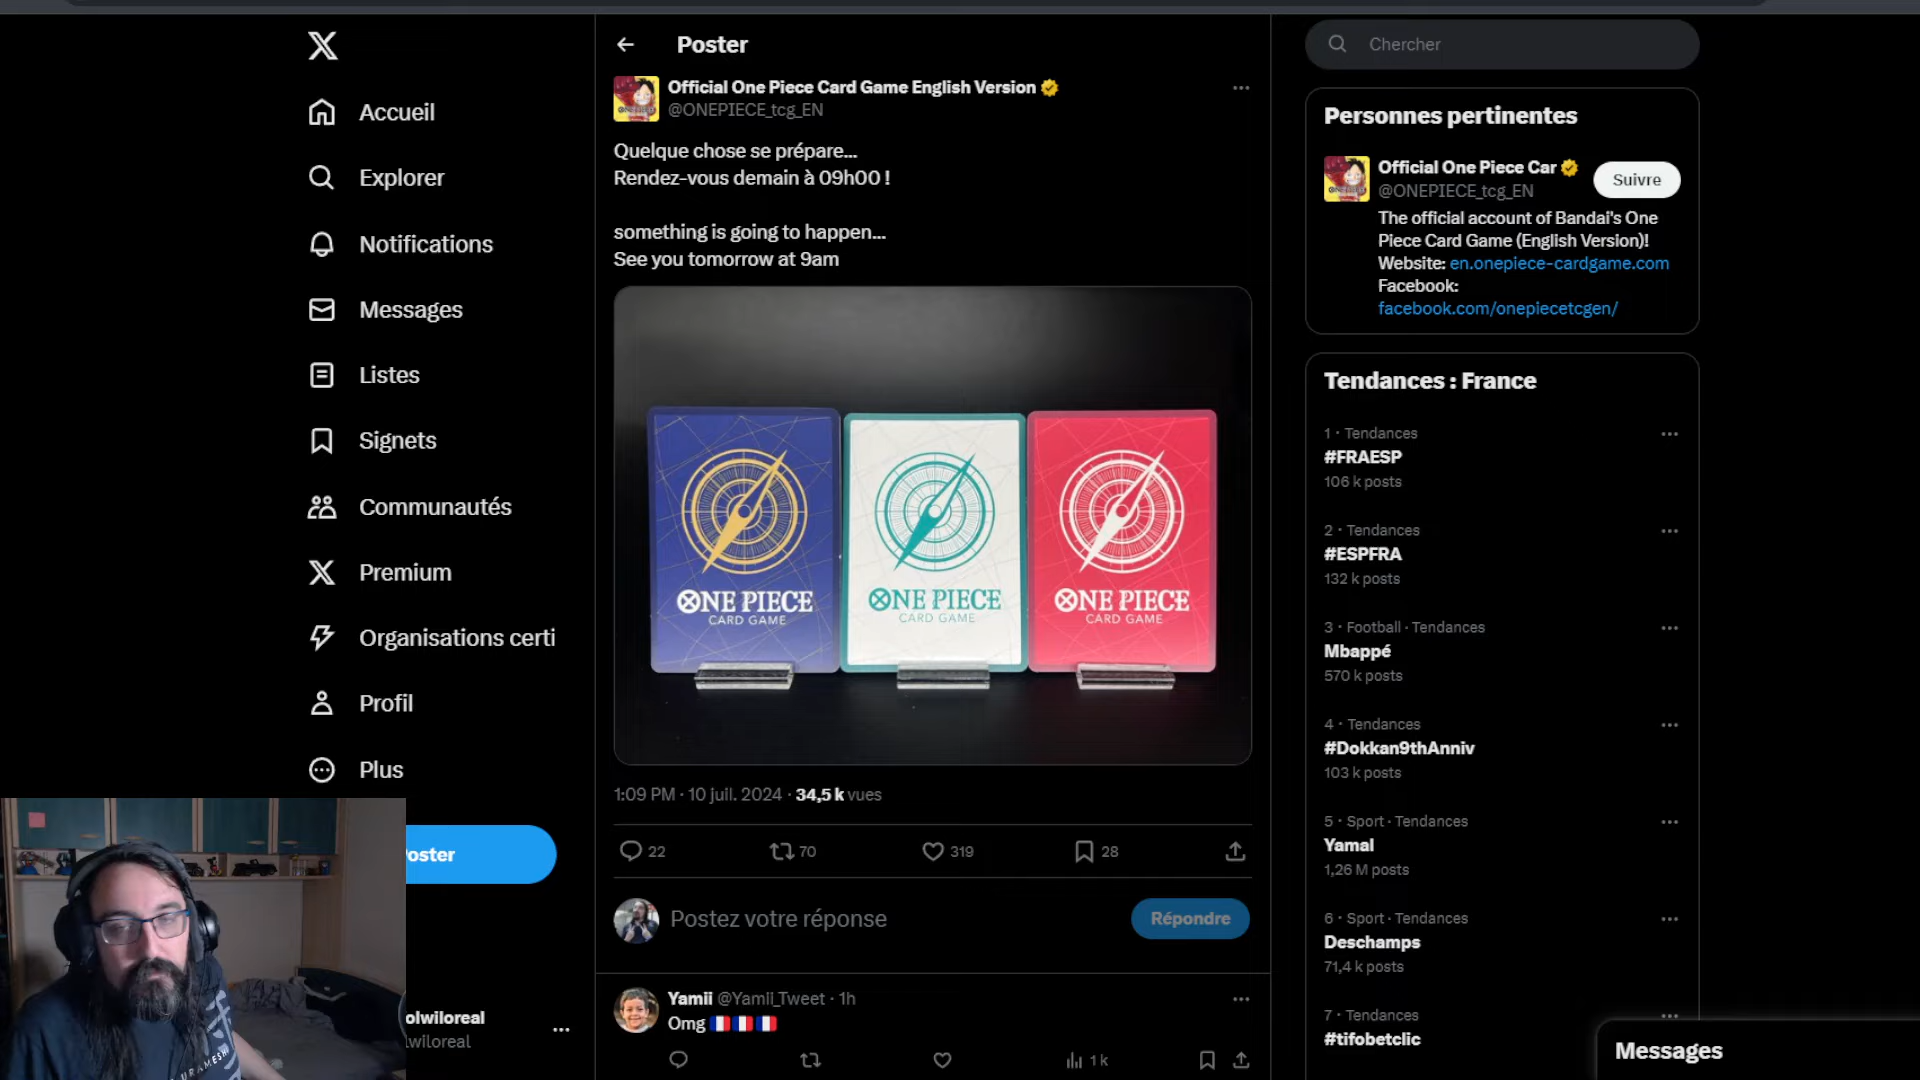 Accueil
Explorer
Notifications
Messages
Listes
Signets
Communautés
Premium
Organisations certi
Profil
Plus
oster
olwiloreal
wiloreal
Poster
Official One Piece Card Game English Version
@ONEPIECE_tcg_EN
Quelque chose se prépare...
Rendez-vous demain à 09h00 !
something is going to happen...
See you tomorrow at 9am
ONE PIECE
CARD GAME
ONE PIECE
CARD GAME
ONE PIECE
CARD GAME
1:09 PM · 10 juil. 2024 · 34,5 k vues
22
70
319
28
Postez votre réponse
Répondre
Yamii @Yamii_Tweet · 1h
Omg
1 k
Chercher
Personnes pertinentes
Official One Piece Car
@ONEPIECE_tcg_EN
Suivre
The official account of Bandai's One
Piece Card Game (English Version)!
Website: en.onepiece-cardgame.com
Facebook:
facebook.com/onepiecetcgen/
Tendances : France
1 · Tendances
#FRAESP
106 k posts
2 · Tendances
#ESPFRA
132 k posts
3 · Football · Tendances
Mbappé
570 k posts
4 · Tendances
#Dokkan9thAnniv
103 k posts
5 · Sport · Tendances
Yamal
1,26 M posts
6 · Sport · Tendances
Deschamps
71,4 k posts
7 · Tendances
#tifobetclic
Messages